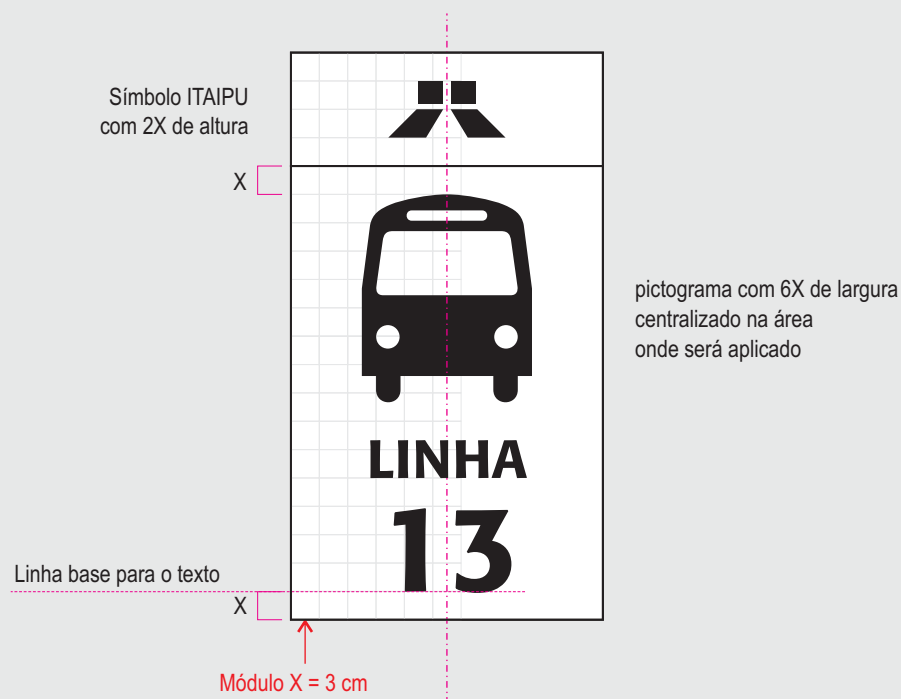 Símbolo ITAIPU
com 2X de altura
X
pictograma com 6X de largura
centralizado na área
onde será aplicado
LINHA
13
Linha base para o texto
X
Módulo X = 3 cm